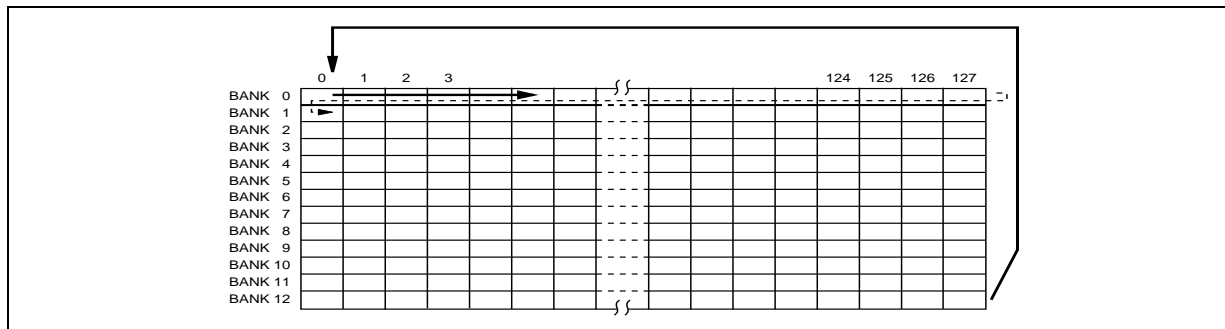 0 1 2 3 124 125 126 127
BANK 0
BANK 1
BANK 2
BANK 3
BANK 4
BANK 5
BANK 6
BANK 7
BANK 8
BANK 9
BANK 10
BANK 11
BANK 12